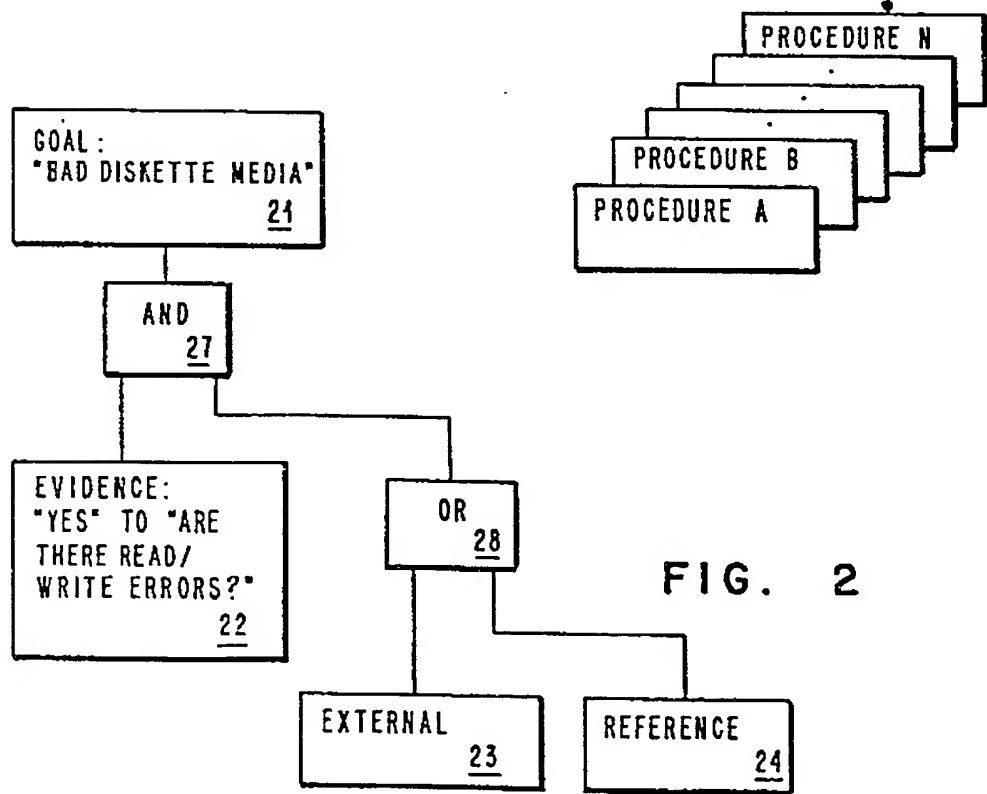 PROCEDURE N
PROCEDURE B
PROCEDURE A
GOAL:
"BAD DISKETTE MEDIA"
21
AND
27
EVIDENCE:
"YES" TO "ARE
THERE READ/
WRITE ERRORS?"
22
OR
28
FIG. 2
EXTERNAL
23
REFERENCE
24